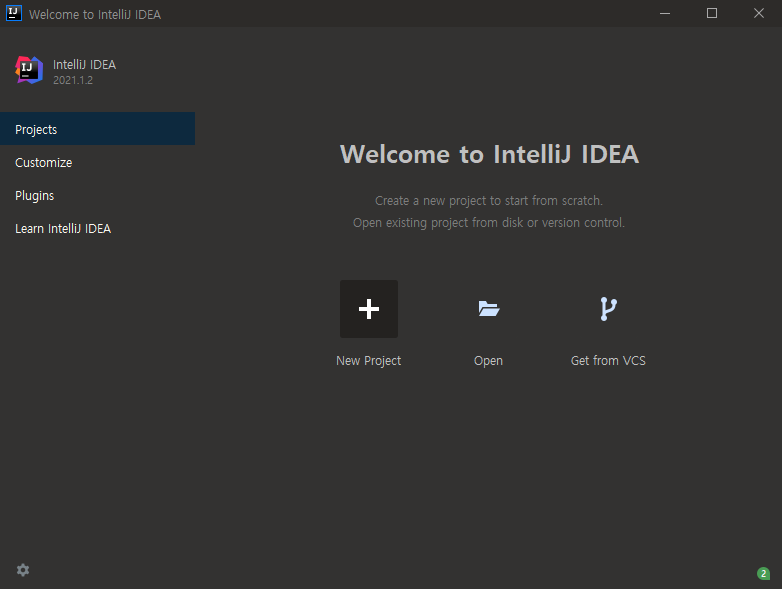 IJ
Welcome to IntelliJ IDEA
IJ
IntelliJ IDEA
2021.1.2
Projects
Customize
Plugins
Learn IntelliJ IDEA
Welcome to IntelliJ IDEA
Create a new project to start from scratch.
Open existing project from disk or version control.
New Project
Open
Get from VCS
2